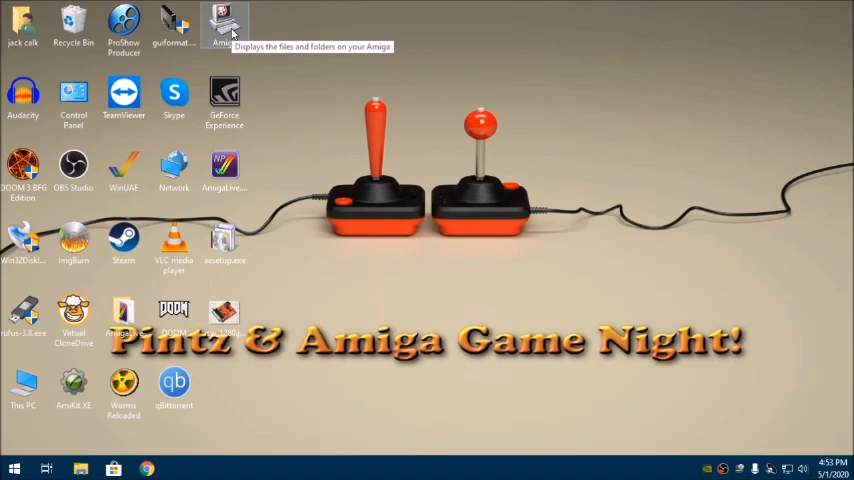 jack calk
Recycle Bin
ProShow Producer
guiformat....
Displays the files and folders on your Amiga
Audacity
Control Panel
TeamViewer
Skype
GeForce Experience
DOOM 3 BFG Edition
OBS Studio
WinUAE
Network
NP
AmigaLive....
Win32DiskI...
ImgBurn
Steam
VLC media player
aesetup.exe
rufus-3.8.exe
Virtual CloneDrive
DOOM
Pintz & Amiga Game Night!
This PC
AmiKit XE
Worms Reloaded
qb
qBittorrent
4:53 PM
5/1/2020